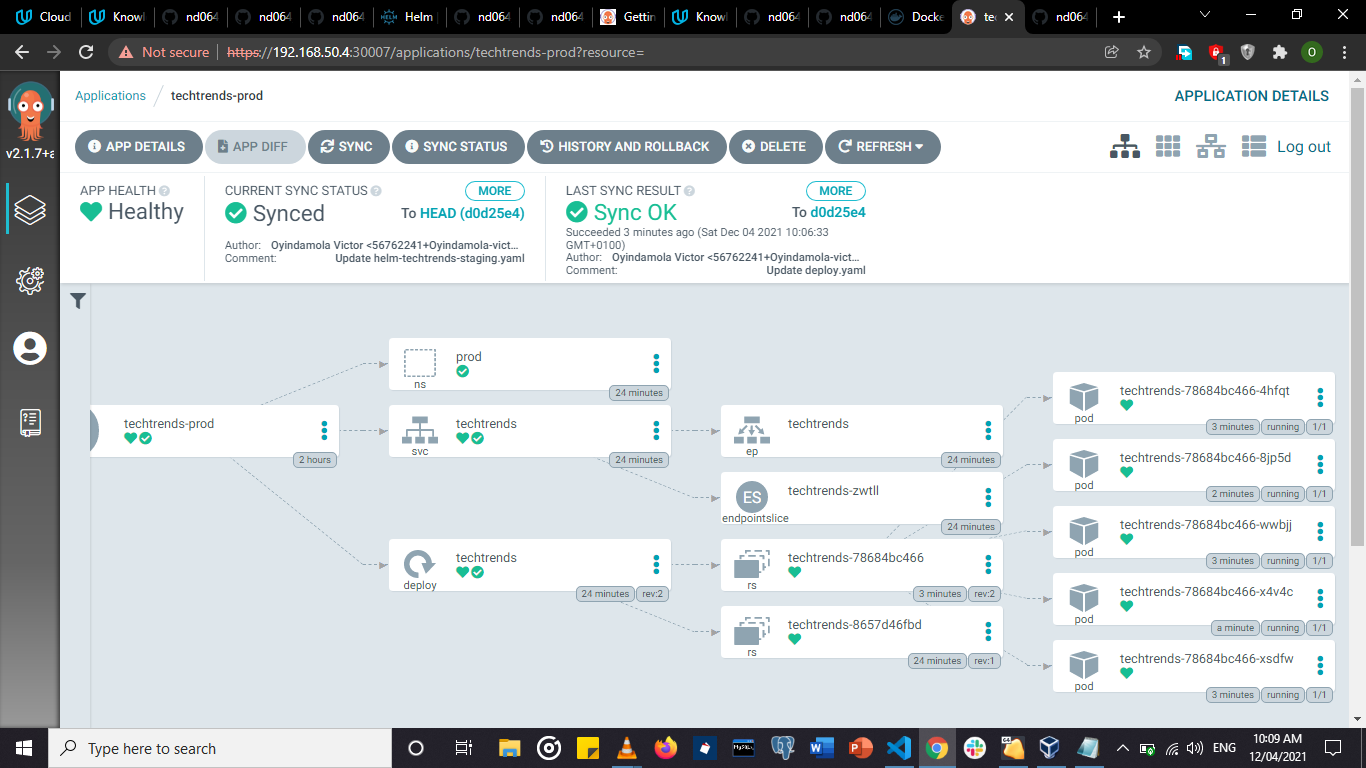 Cloud
Knowl
nd064
nd064
nd064
HELM
Helm
nd064
nd064
Gettin
Knowl
nd064
nd064
Docke
te
nd064
Not secure
https://192.168.50.4:30007/applications/techtrends-prod?resource=
1
O
v2.1.7+a
Applications
techtrends-prod
APPLICATION DETAILS
APP DETAILS
APP DIFF
SYNC
SYNC STATUS
HISTORY AND ROLLBACK
DELETE
REFRESH
Log out
APP HEALTH
Healthy
CURRENT SYNC STATUS
MORE
Synced
To HEAD (d0d25e4)
Author: Oyindamola Victor <56762241+Oyindamola-vict...
Comment: Update helm-techtrends-staging.yaml
LAST SYNC RESULT
MORE
Sync OK
To d0d25e4
Succeeded 3 minutes ago (Sat Dec 04 2021 10:06:33
GMT+0100)
Author: Oyindamola Victor <56762241+Oyindamola-vict...
Comment: Update deploy.yaml
techtrends-prod
2 hours
prod
ns
24 minutes
techtrends
svc
24 minutes
techtrends
deploy
24 minutes
rev:2
techtrends
ep
24 minutes
ES
techtrends-zwtll
endpointslice
24 minutes
techtrends-78684bc466
rs
3 minutes
rev:2
techtrends-8657d46fbd
rs
24 minutes
rev:1
techtrends-78684bc466-4hfqt
pod
3 minutes
running
1/1
techtrends-78684bc466-8jp5d
pod
2 minutes
running
1/1
techtrends-78684bc466-wwbjj
pod
3 minutes
running
1/1
techtrends-78684bc466-x4v4c
pod
a minute
running
1/1
techtrends-78684bc466-xsdfw
pod
3 minutes
running
1/1
Type here to search
MySQL
W
P
64
ENG
10:09 AM
12/04/2021